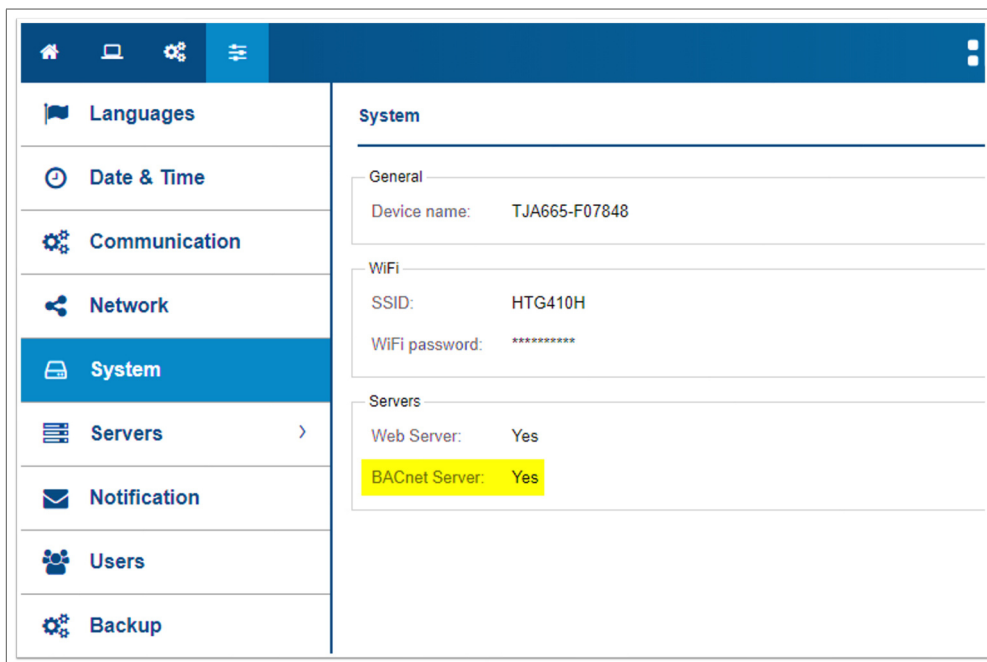 Languages
Date & Time
Communication
Network
System
Servers
Notification
Users
Backup
System
General
Device name: TJA665-F07848
WiFi
SSID: HTG410H
WiFi password: **********
Servers
Web Server: Yes
BACnet Server: Yes